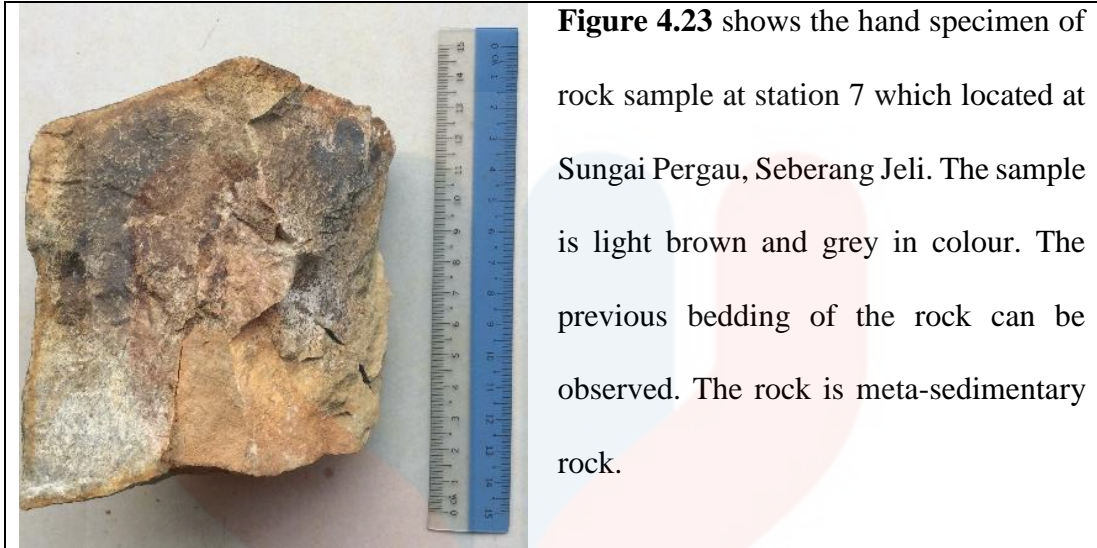 Figure 4.23 shows the hand specimen of
rock sample at station 7 which located at
Sungai Pergau, Seberang Jeli. The sample
is light brown and grey in colour. The
previous bedding of the rock can be
observed. The rock is meta-sedimentary
rock.